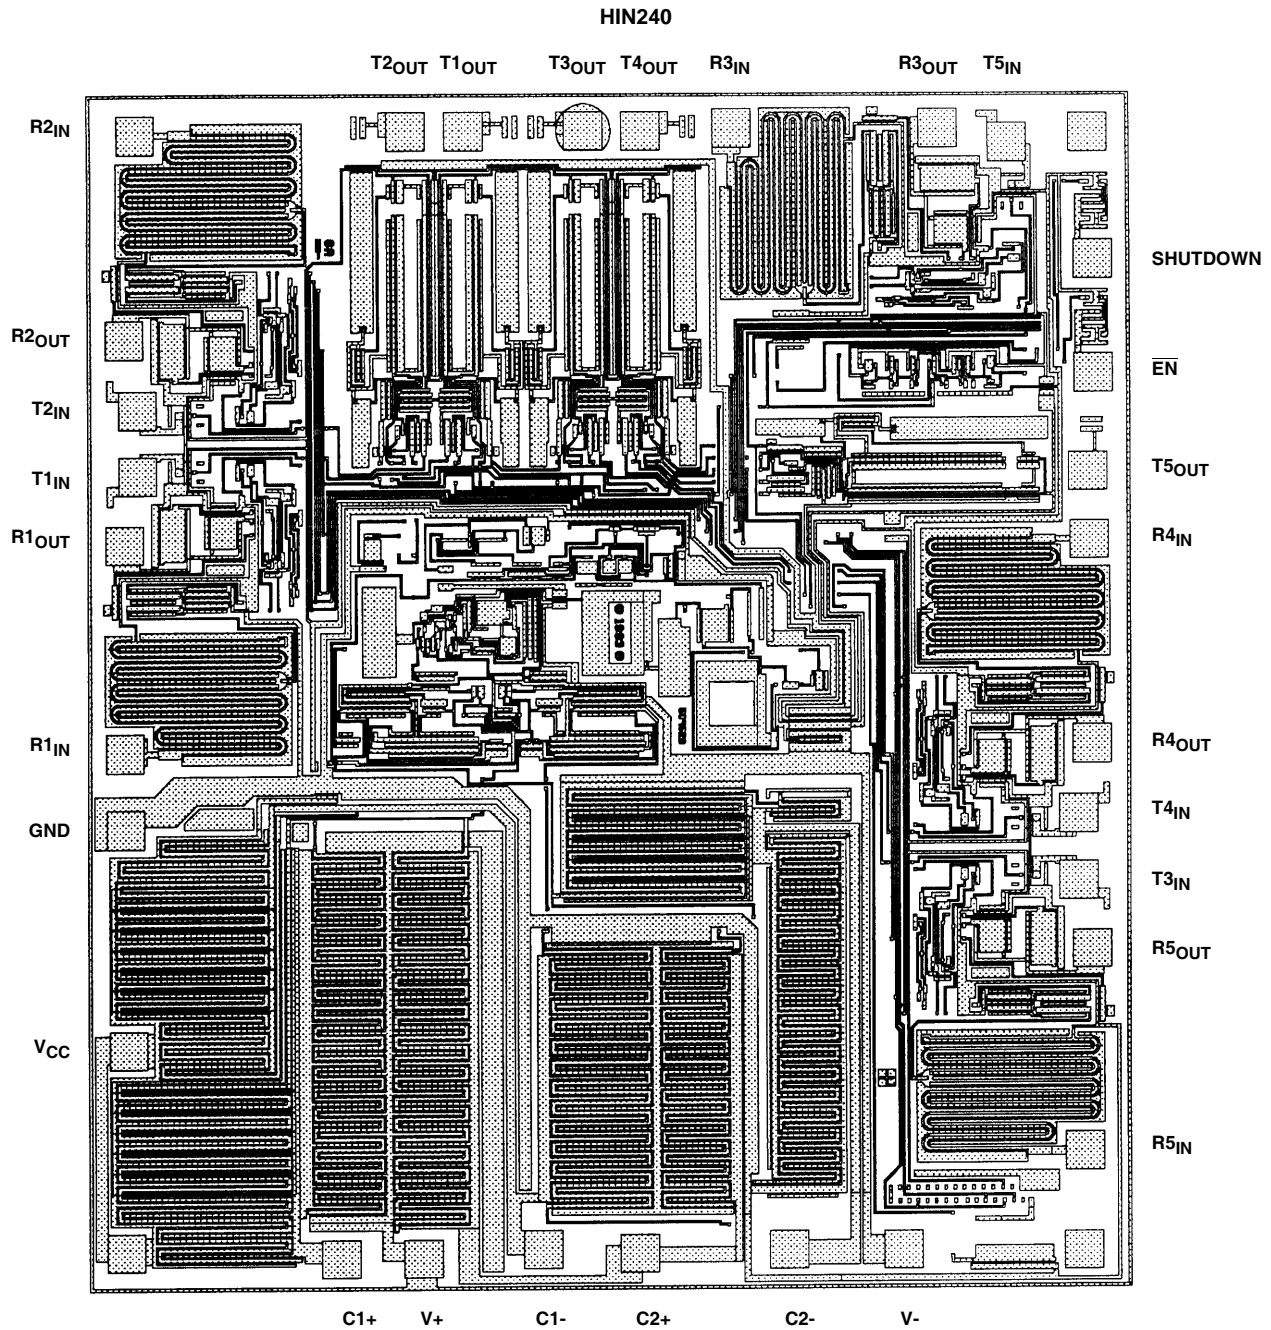 HIN240
T2OUT T1OUT T3OUT T4OUT R3IN R3OUT T5IN
R2IN
SHUTDOWN
R2OUT
EN
T2IN
T1IN
T5OUT
R1OUT
R4IN
© 1993 ©
R1IN
R4OUT
GND
T4IN
T3IN
R5OUT
VCC
R5IN
C1+ V+ C1- C2+ C2- V-